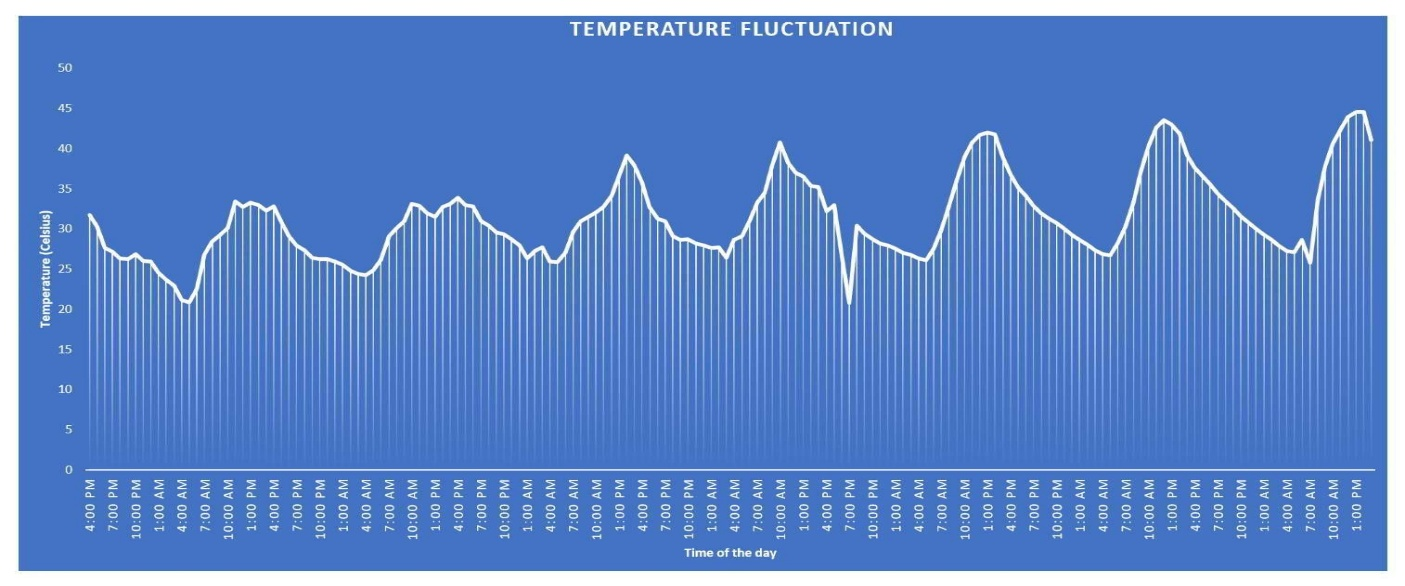 TEMPERATURE FLUCTUATION
50
45
40
35
30
25
20
15
10
5
0
Temperature (Celsius)
4:00 PM
7:00 PM
10:00 PM
1:00 AM
4:00 AM
7:00 AM
10:00 AM
1:00 PM
4:00 PM
7:00 PM
10:00 PM
1:00 AM
4:00 AM
7:00 AM
10:00 AM
1:00 PM
4:00 PM
7:00 PM
10:00 PM
1:00 AM
4:00 AM
7:00 AM
10:00 AM
1:00 PM
4:00 PM
7:00 PM
10:00 PM
1:00 AM
4:00 AM
7:00 AM
10:00 AM
1:00 PM
4:00 PM
7:00 PM
10:00 PM
1:00 AM
4:00 AM
7:00 AM
10:00 AM
1:00 PM
4:00 PM
7:00 PM
10:00 PM
1:00 AM
4:00 AM
7:00 AM
10:00 AM
1:00 PM
4:00 PM
7:00 PM
10:00 PM
1:00 AM
4:00 AM
7:00 AM
10:00 AM
1:00 PM
Time of the day